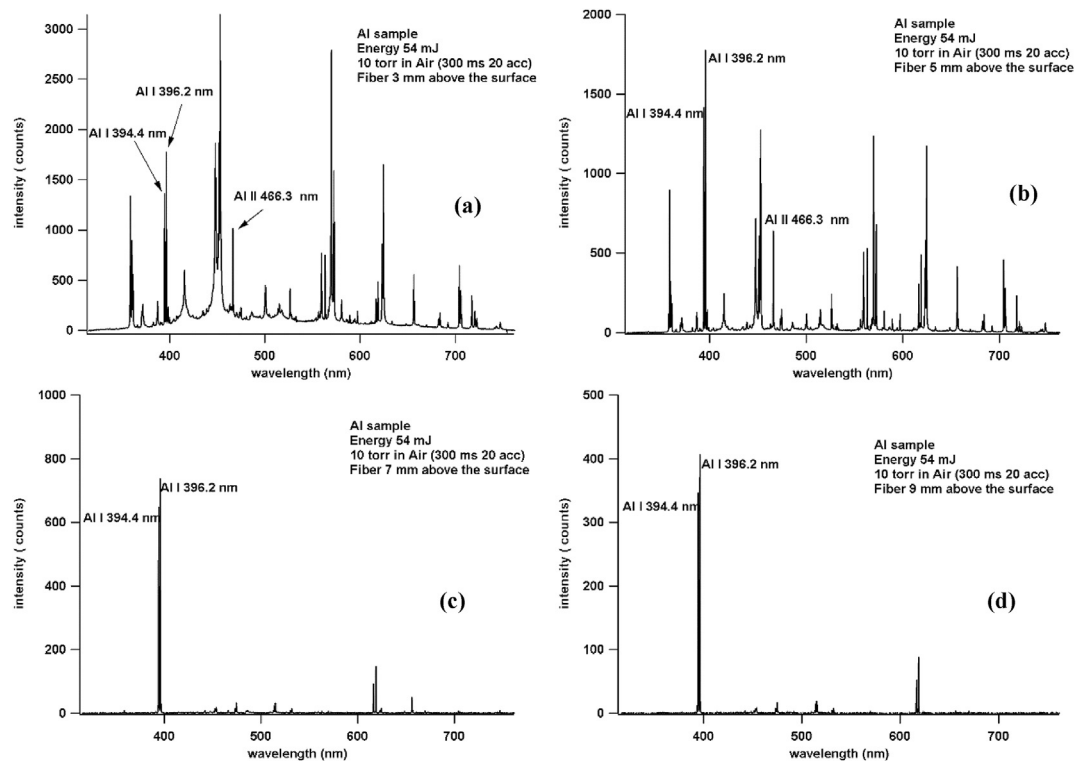 3000
2500
2000
1500
1000
500
0
intensity ( counts)
400
500
600
700
wavelength (nm)
Al sample
Energy 54 mJ
10 torr in Air (300 ms 20 acc)
Fiber 3 mm above the surface
Al I 396.2 nm
Al I 394.4 nm
Al II 466.3 nm
(a)
2000
1500
1000
500
0
intensity (counts)
400
500
600
700
wavelength (nm)
Al sample
Energy 54 mJ
10 torr in Air (300 ms 20 acc)
Fiber 5 mm above the surface
Al I 396.2 nm
Al I 394.4 nm
Al II 466.3 nm
(b)
1000
800
600
400
200
0
intensity ( counts)
400
500
600
700
wavelength (nm)
Al sample
Energy 54 mJ
10 torr in Air (300 ms 20 acc)
Fiber 7 mm above the surface
Al I 396.2 nm
Al I 394.4 nm
(c)
500
400
300
200
100
0
intensity ( counts)
400
500
600
700
wavelength (nm)
Al sample
Energy 54 mJ
10 torr in Air (300 ms 20 acc)
Fiber 9 mm above the surface
Al I 396.2 nm
Al I 394.4 nm
(d)